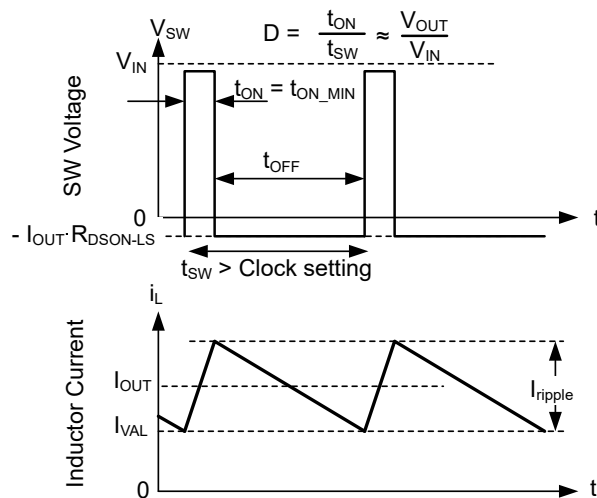 V_SW
D = t_ON / t_SW ≈ V_OUT / V_IN
V_IN
t_ON = t_ON_MIN
SW Voltage
t_OFF
0
t
- I_OUT·R_DSON-LS
t_SW > Clock setting
i_L
Inductor Current
I_OUT
I_ripple
I_VAL
0
t